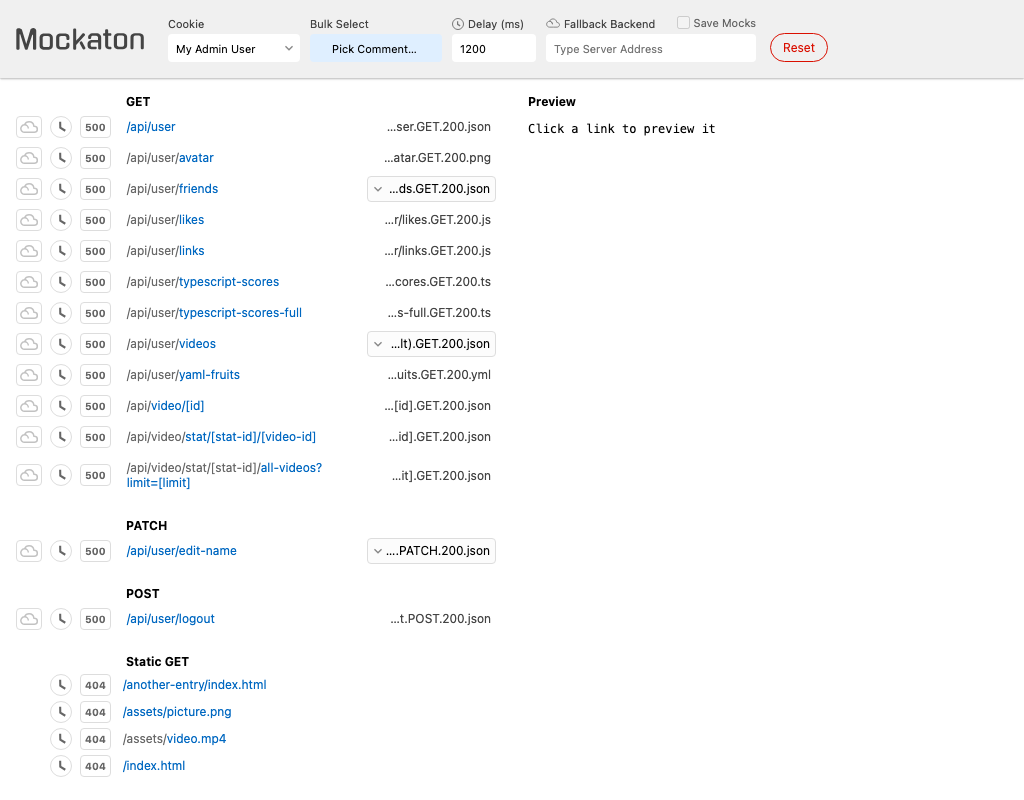 Mockaton
Cookie
My Admin User
Bulk Select
Pick Comment...
Delay (ms)
1200
Fallback Backend
Type Server Address
Save Mocks
Reset
GET
500 /api/user ...ser.GET.200.json
500 /api/user/avatar ...atar.GET.200.png
500 /api/user/friends ...ds.GET.200.json
500 /api/user/likes ...r/likes.GET.200.js
500 /api/user/links ...r/links.GET.200.js
500 /api/user/typescript-scores ...cores.GET.200.ts
500 /api/user/typescript-scores-full ...s-full.GET.200.ts
500 /api/user/videos ...lt).GET.200.json
500 /api/user/yaml-fruits ...uits.GET.200.yml
500 /api/video/[id] ...[id].GET.200.json
500 /api/video/stat/[stat-id]/[video-id] ...id].GET.200.json
500 /api/video/stat/[stat-id]/all-videos? ...it].GET.200.json
limit=[limit]
PATCH
500 /api/user/edit-name ....PATCH.200.json
POST
500 /api/user/logout ...t.POST.200.json
Static GET
404 /another-entry/index.html
404 /assets/picture.png
404 /assets/video.mp4
404 /index.html
Preview
Click a link to preview it